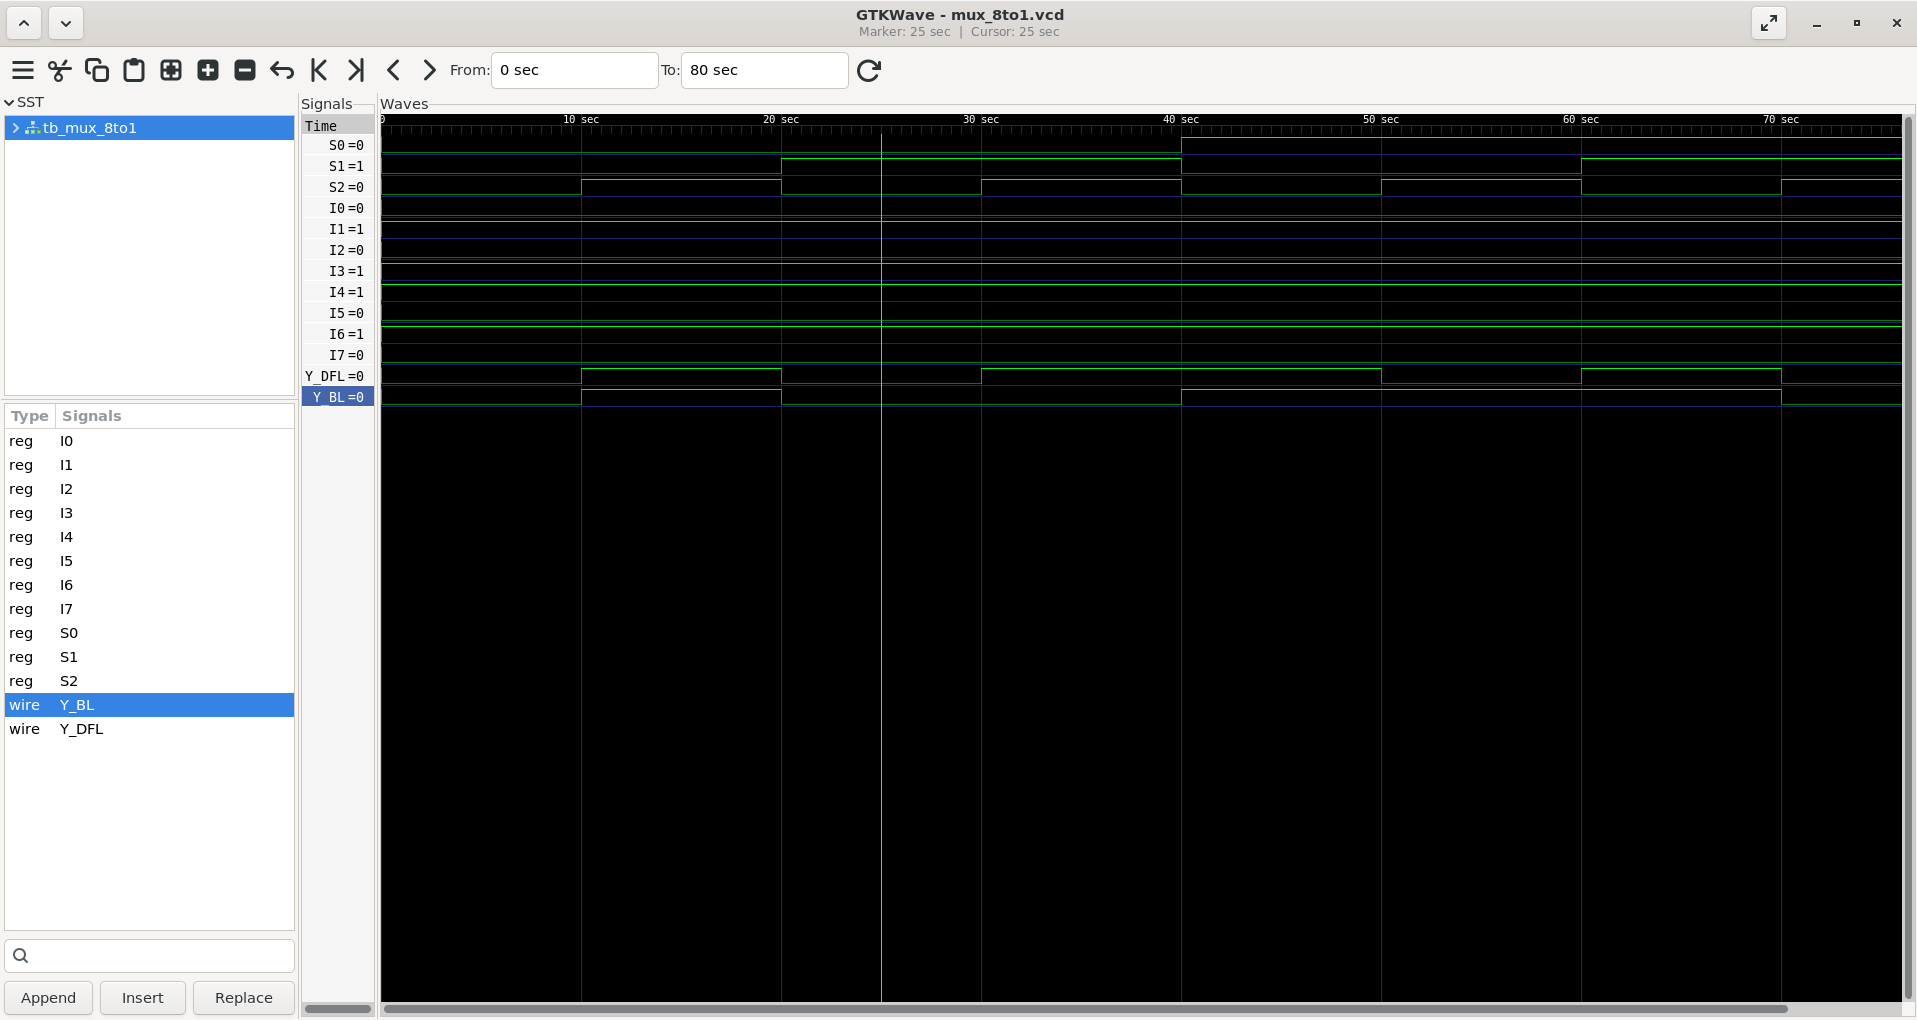 GTKWave - mux_8to1.vcd
Marker: 25 sec | Cursor: 25 sec
From: 0 sec To: 80 sec
SST
tb_mux_8to1
Type Signals
reg I0
reg I1
reg I2
reg I3
reg I4
reg I5
reg I6
reg I7
reg S0
reg S1
reg S2
wire Y_BL
wire Y_DFL
Append Insert Replace
Signals
Time
S0=0
S1=1
S2=0
I0=0
I1=1
I2=0
I3=1
I4=1
I5=0
I6=1
I7=0
Y_DFL=0
Y_BL=0
Waves
0 10 sec 20 sec 30 sec 40 sec 50 sec 60 sec 70 sec